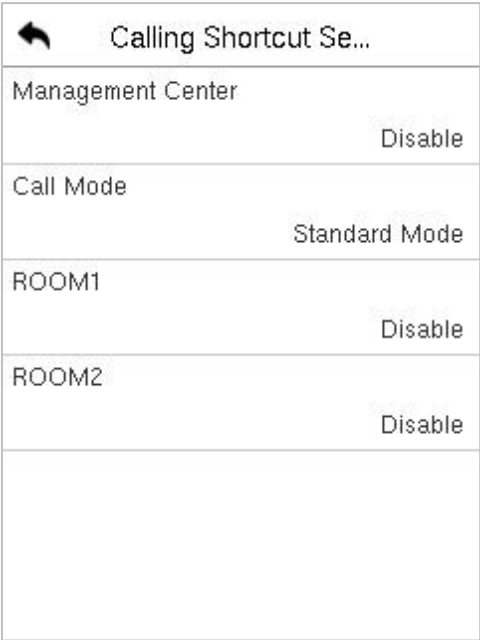 Calling Shortcut Se...
Management Center
Disable
Call Mode
Standard Mode
ROOM1
Disable
ROOM2
Disable